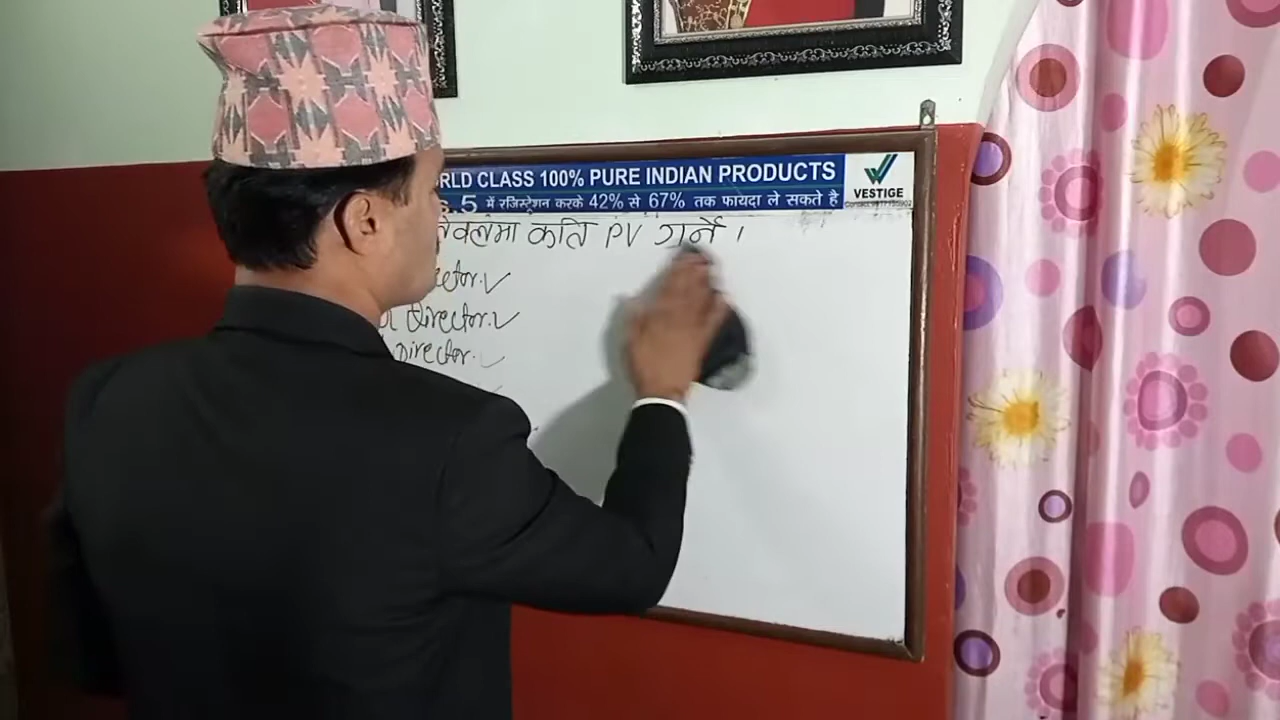 RLD CLASS 100% PURE INDIAN PRODUCTS
.5 में रजिस्ट्रेशन करके 42% से 67% तक फायदा ले सकते है
VESTIGE
कति PV गर्ने ।
Director. ✓
Director. ✓